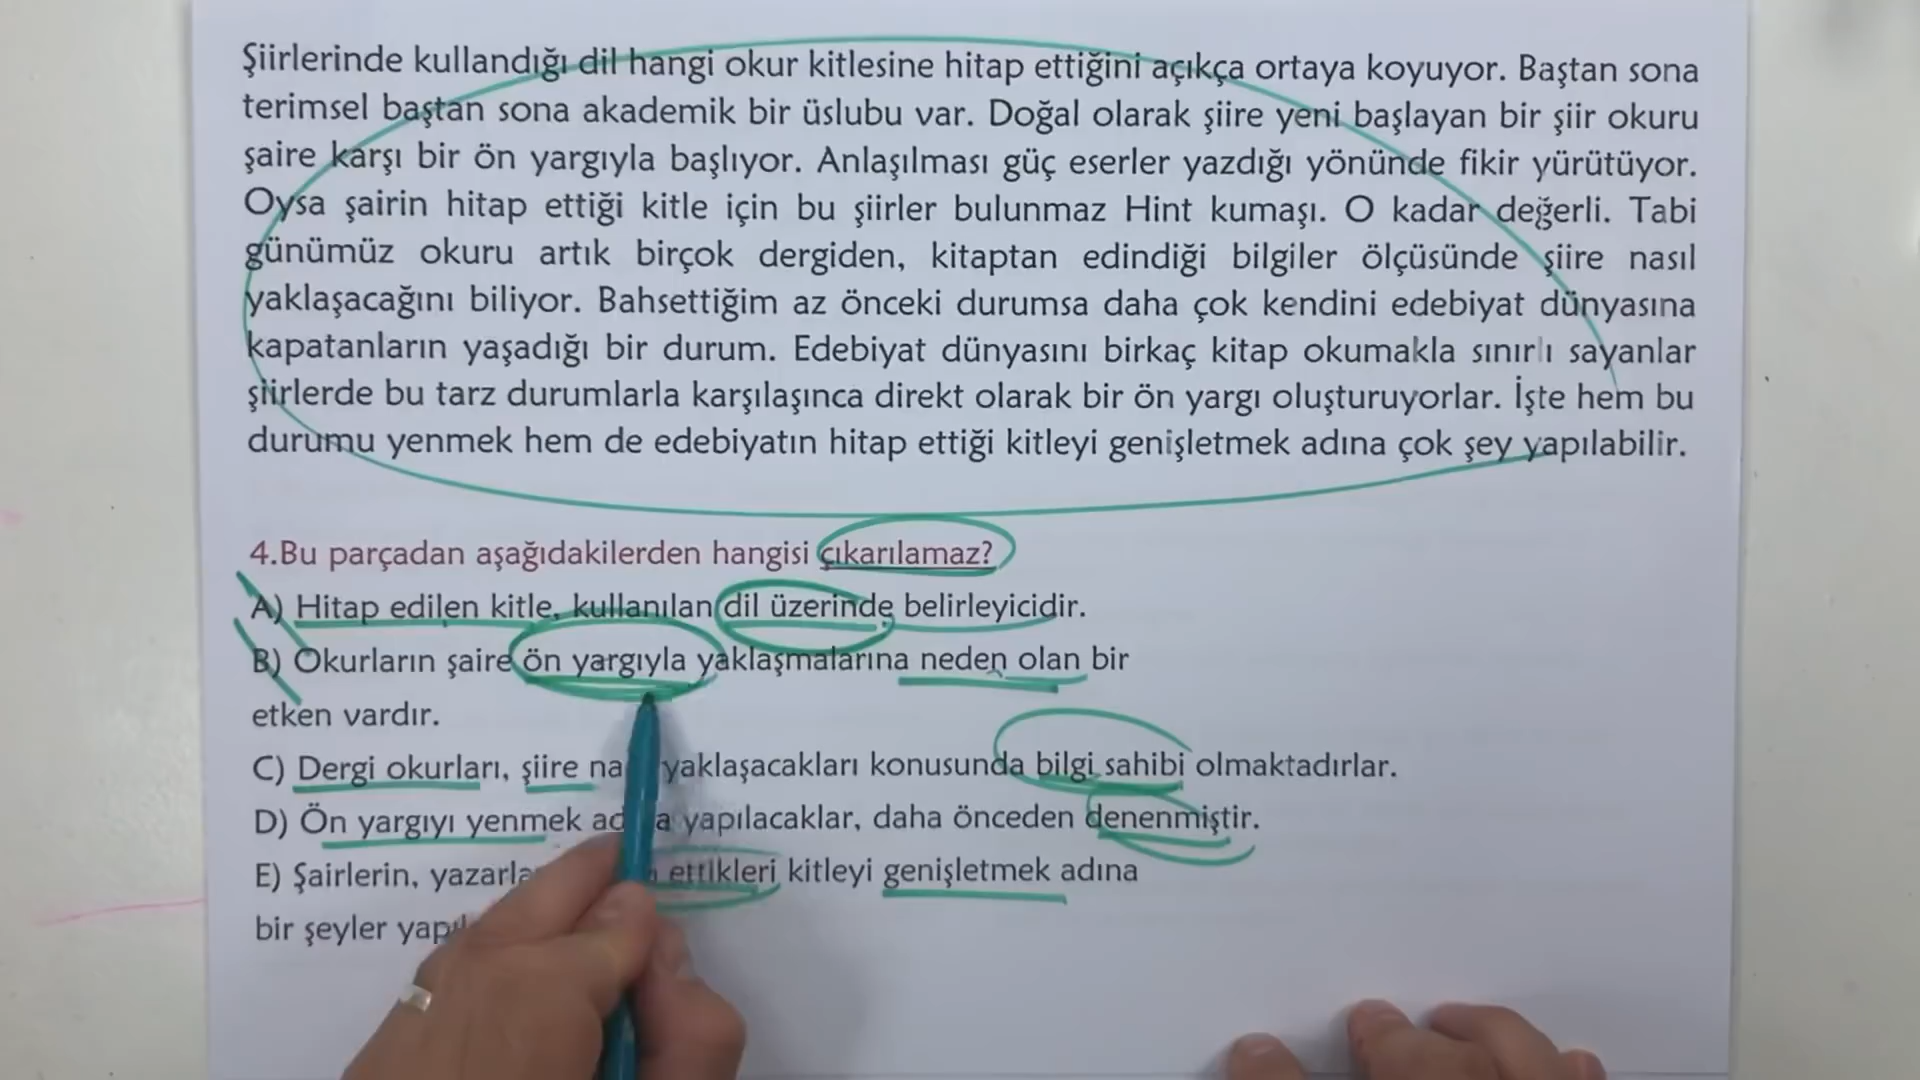 Şiirlerinde kullandığı dil hangi okur kitlesine hitap ettiğini açıkça ortaya koyuyor. Baştan sona
terimsel baştan sona akademik bir üslubu var. Doğal olarak şiire yeni başlayan bir şiir okuru
şaire karşı bir ön yargıyla başlıyor. Anlaşılması güç eserler yazdığı yönünde fikir yürütüyor.
Oysa şairin hitap ettiği kitle için bu şiirler bulunmaz Hint kumaşı. O kadar değerli. Tabi
günümüz okuru artık birçok dergiden, kitaptan edindiği bilgiler ölçüsünde şiire nasıl
yaklaşacağını biliyor. Bahsettiğim az önceki durumsa daha çok kendini edebiyat dünyasına
kapatanların yaşadığı bir durum. Edebiyat dünyasını birkaç kitap okumakla sınırlı sayanlar
şiirlerde bu tarz durumlarla karşılaşınca direkt olarak bir ön yargı oluşturuyorlar. İşte hem bu
durumu yenmek hem de edebiyatın hitap ettiği kitleyi genişletmek adına çok şey yapılabilir.
4.Bu parçadan aşağıdakilerden hangisi çıkarılamaz?
A) Hitap edilen kitle, kullanılan dil üzerinde belirleyicidir.
B) Okurların şaire ön yargıyla yaklaşmalarına neden olan bir
etken vardır.
C) Dergi okurları, şiire yaklaşacakları konusunda bilgi sahibi olmaktadırlar.
D) Ön yargıyı yenmek yapılacaklar, daha önceden denenmiştir.
E) Şairlerin, ettikleri kitleyi genişletmek adına
bir şeyler